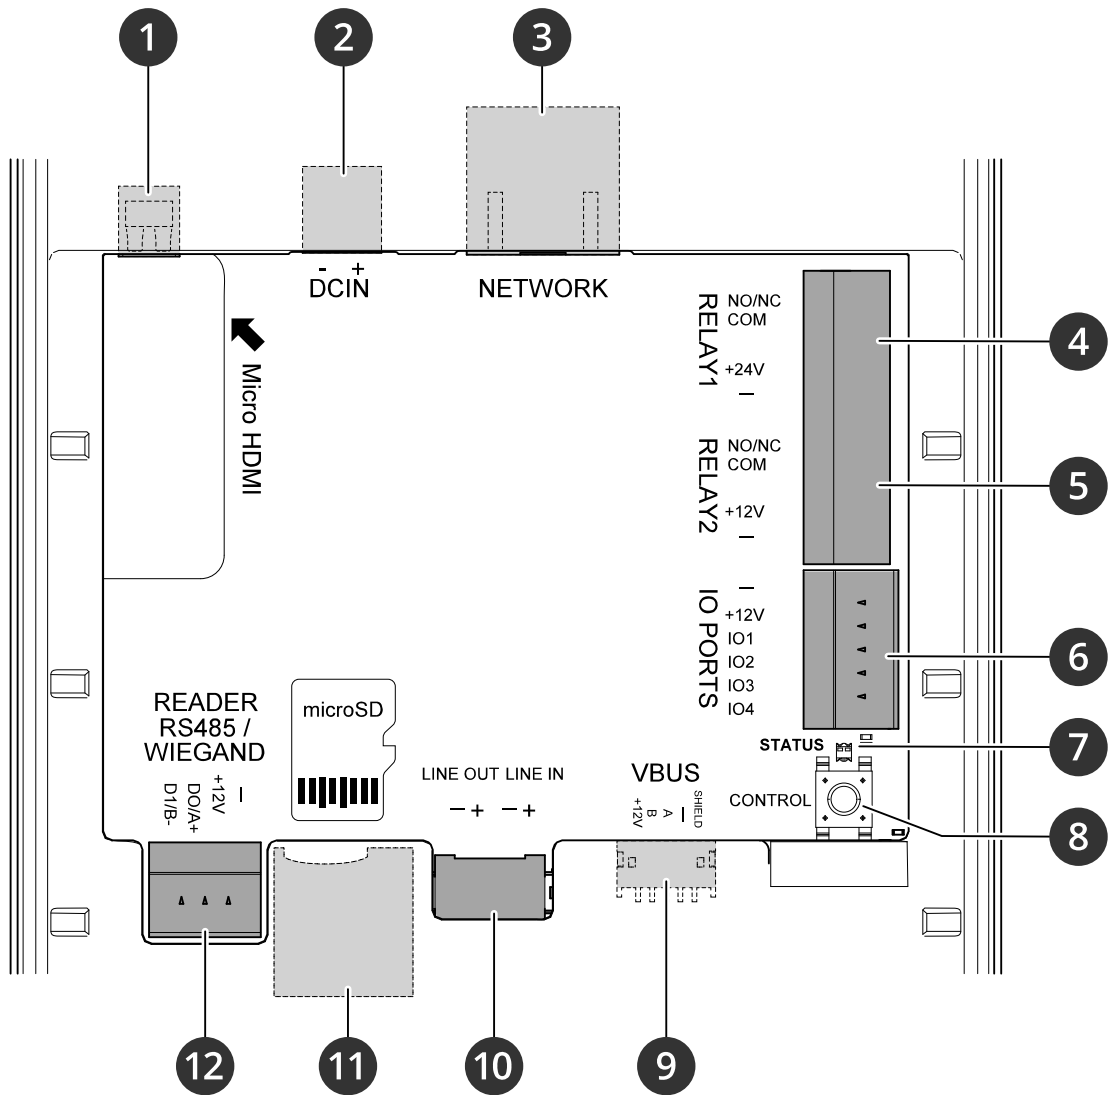 1
2
3
- +
DCIN
NETWORK
Micro HDMI
RELAY1
NO/NC
COM
+24V
—
4
RELAY2
NO/NC
COM
+12V
—
5
IO PORTS
—
+12V
IO1
IO2
IO3
IO4
6
STATUS
7
CONTROL
8
READER
RS485 /
WIEGAND
D1/B-
DO/A+
+12V
—
microSD
LINE OUT LINE IN
— + — +
VBUS
+12V
B
A
—
SHIELD
12
11
10
9